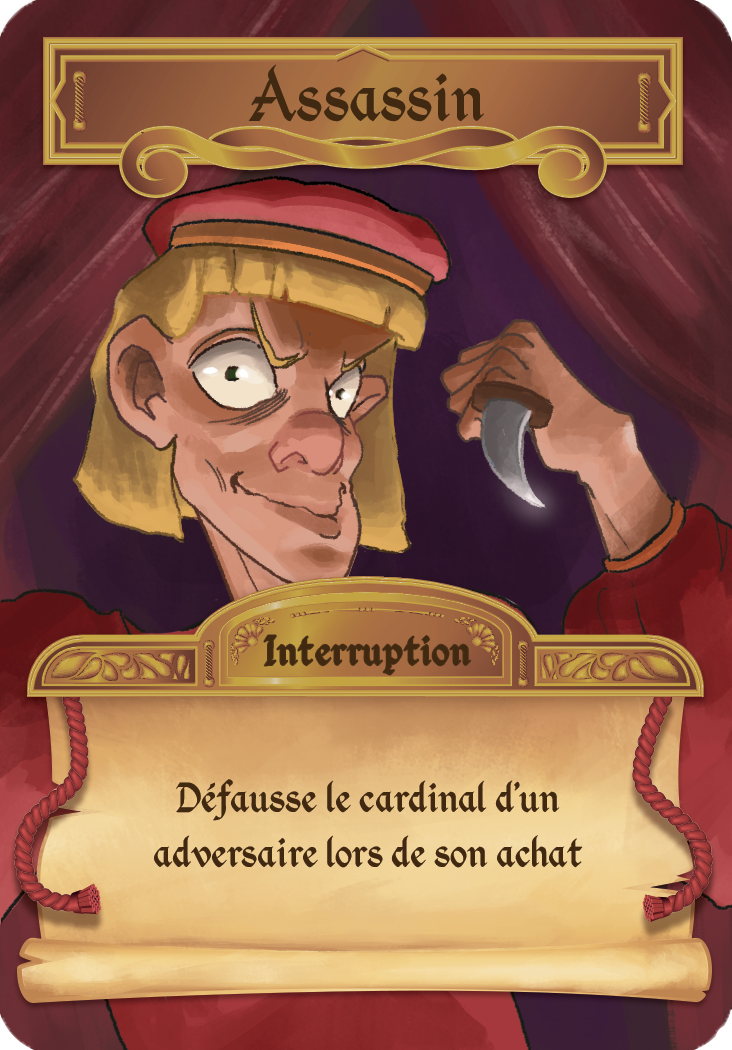 Assassin
Interruption
Défausse le cardinal d'un
adversaire lors de son achat